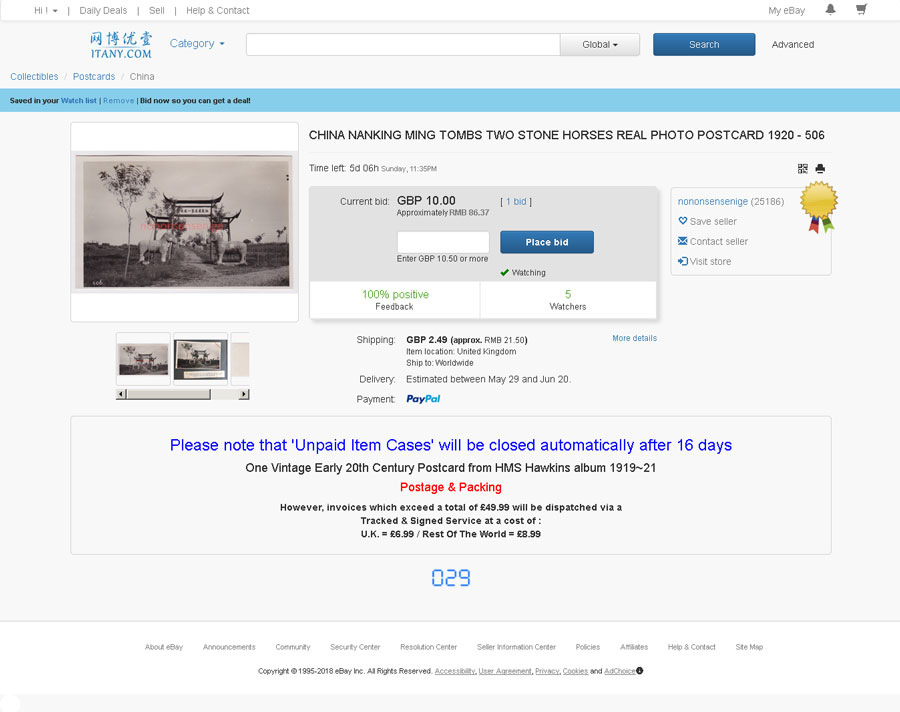 Hi ! | Daily Deals | Sell | Help & Contact My eBay
网博优壹
ITANY.COM
Category Global Search Advanced
Collectibles / Postcards / China
Saved in your Watch list | Remove | Bid now so you can get a deal!
CHINA NANKING MING TOMBS TWO STONE HORSES REAL PHOTO POSTCARD 1920 - 506
Time left: 5d 06h Sunday, 11:35PM
Current bid: GBP 10.00 [ 1 bid ]
Approximately RMB 86.37
Place bid
Enter GBP 10.50 or more
Watching
100% positive
Feedback
5
Watchers
nononsensenige (25186)
Save seller
Contact seller
Visit store
Shipping: GBP 2.49 (approx. RMB 21.50) More details
Item location: United Kingdom
Ship to: Worldwide
Delivery: Estimated between May 29 and Jun 20.
Payment: PayPal
Please note that 'Unpaid Item Cases' will be closed automatically after 16 days
One Vintage Early 20th Century Postcard from HMS Hawkins album 1919~21
Postage & Packing
However, invoices which exceed a total of £49.99 will be dispatched via a
Tracked & Signed Service at a cost of :
U.K. = £6.99 / Rest Of The World = £8.99
029
About eBay Announcements Community Security Center Resolution Center Seller Information Center Policies Affiliates Help & Contact Site Map
Copyright © 1995-2018 eBay Inc. All Rights Reserved. Accessibility, User Agreement, Privacy, Cookies and AdChoice